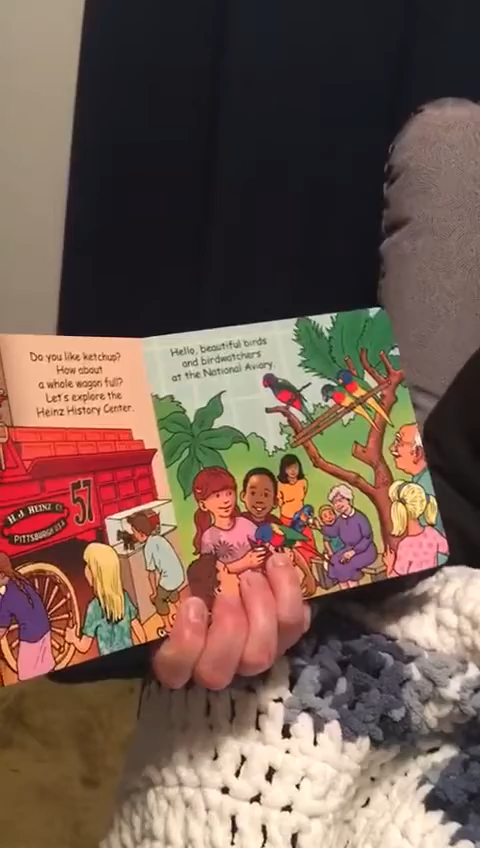 Do you like ketchup?
How about
a whole wagon full?
Let's explore the
Heinz History Center.
H. J. HEINZ CO.
57
PITTSBURGH U.S.A.
Hello, beautiful birds
and birdwatchers
at the National Aviary.